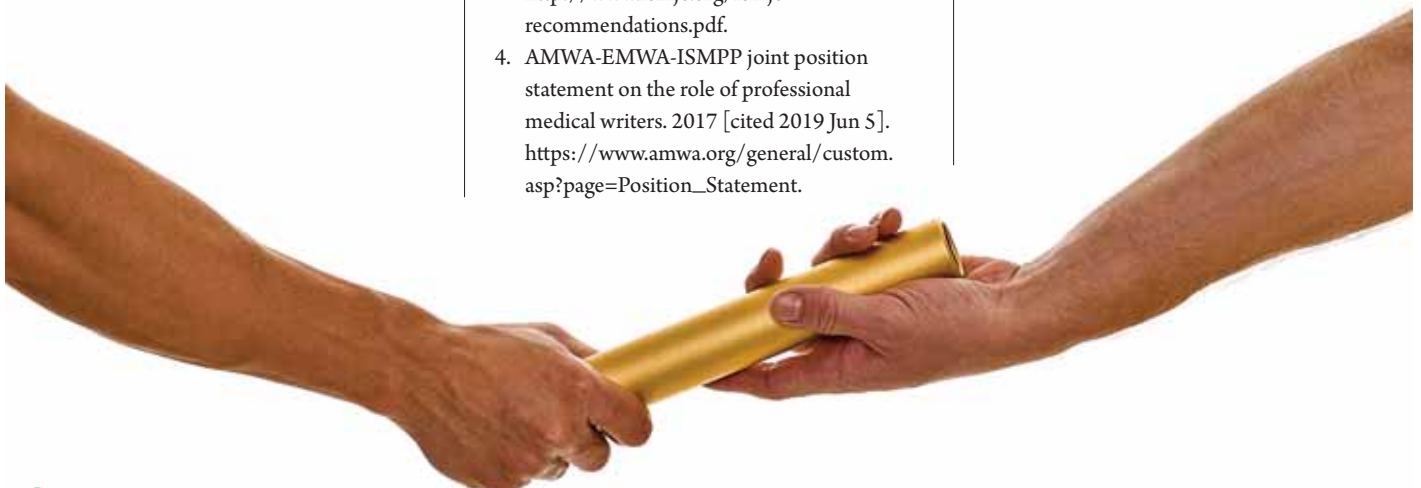 recommendations.pdf.
4. AMWA-EMWA-ISMPP joint position
statement on the role of professional
medical writers. 2017 [cited 2019 Jun 5].
https://www.amwa.org/general/custom.
asp?page=Position_Statement.